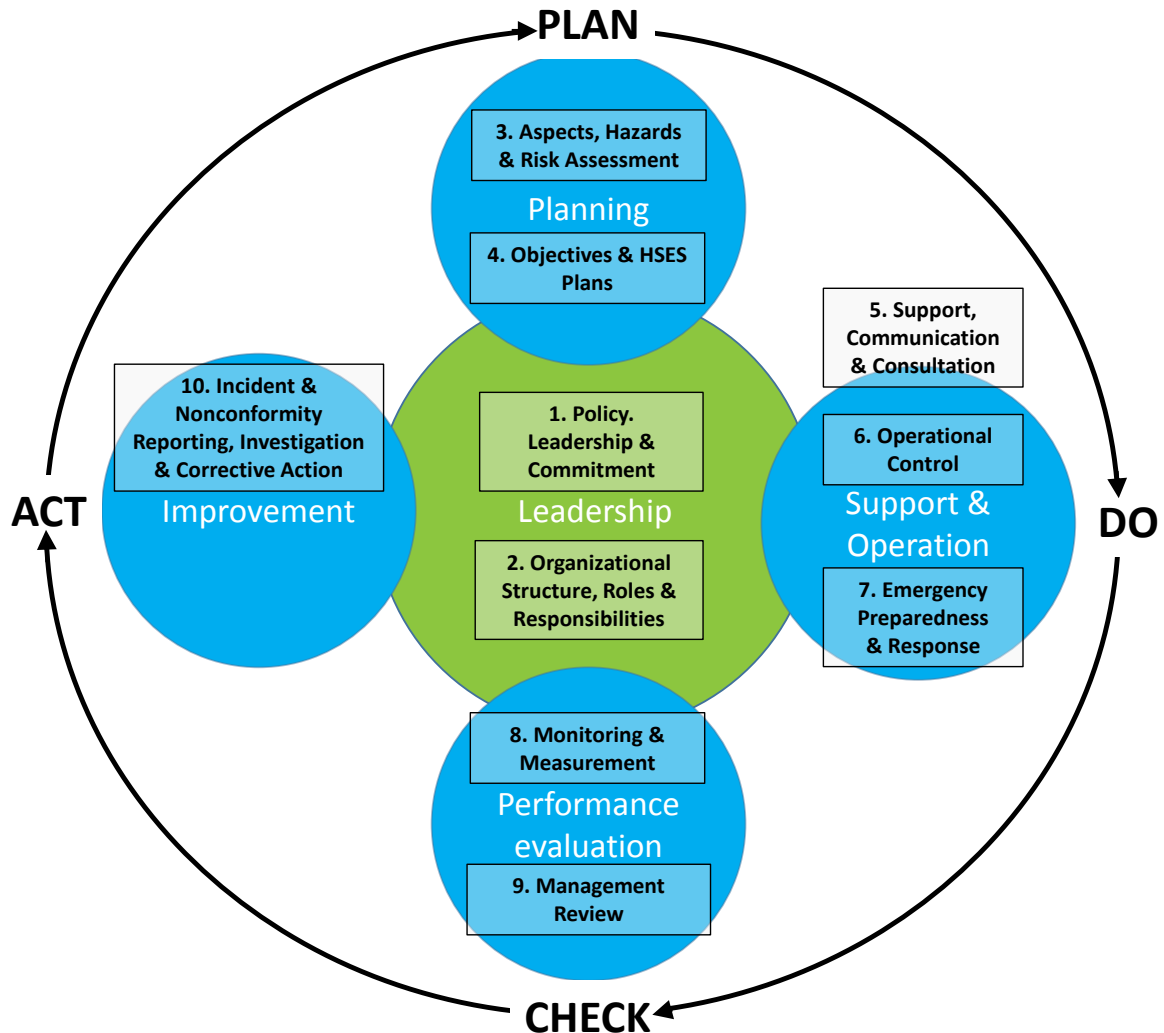 PLAN
3. Aspects, Hazards
& Risk Assessment
Planning
4. Objectives & HSES
Plans
5. Support,
Communication
& Consultation
6. Operational
Control
Support &
Operation
7. Emergency
Preparedness
& Response
DO
10. Incident &
Nonconformity
Reporting, Investigation
& Corrective Action
Improvement
ACT
1. Policy.
Leadership &
Commitment
Leadership
2. Organizational
Structure, Roles &
Responsibilities
8. Monitoring &
Measurement
Performance
evaluation
9. Management
Review
CHECK